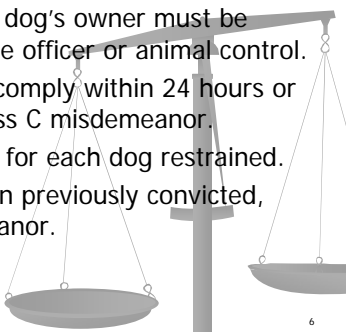 dog's owner must be
e officer or animal control.
comply within 24 hours or
ss C misdemeanor.
for each dog restrained.
n previously convicted,
anor.
6